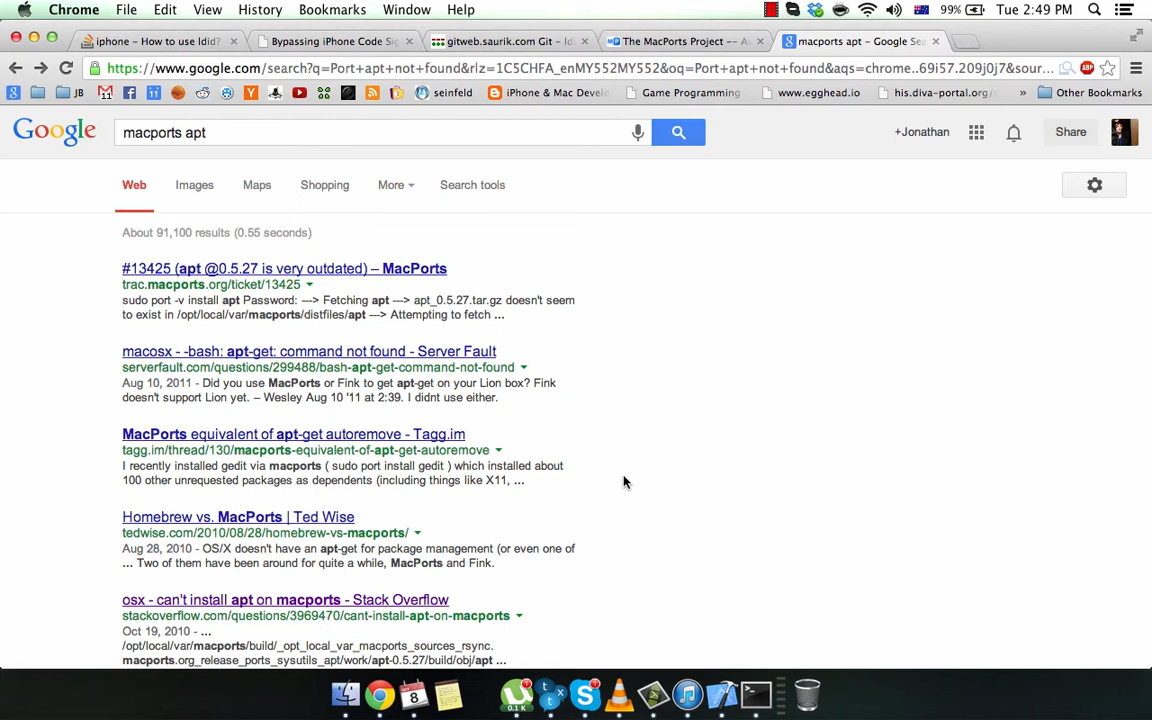 Chrome File Edit View History Bookmarks Window Help 99% Tue 2:49 PM
iphone - How to use ldid? Bypassing iPhone Code Sig gitweb.saurik.com Git - ldi The MacPorts Project -- Av macports apt - Google Sea
https://www.google.com/search?q=Port+apt+not+found&rlz=1C5CHFA_enMY552MY552&oq=Port+apt+not+found&aqs=chrome..69i57.209j0j7&sour... ABP
JB 11 seinfeld iPhone & Mac Devel Game Programming www.egghead.io his.diva-portal.org/ » Other Bookmarks
Google macports apt +Jonathan Share
Web Images Maps Shopping More Search tools
About 91,100 results (0.55 seconds)
#13425 (apt @0.5.27 is very outdated) – MacPorts
trac.macports.org/ticket/13425
sudo port -v install apt Password: ---> Fetching apt ---> apt_0.5.27.tar.gz doesn't seem
to exist in /opt/local/var/macports/distfiles/apt ---> Attempting to fetch ...
macosx - -bash: apt-get: command not found - Server Fault
serverfault.com/questions/299488/bash-apt-get-command-not-found
Aug 10, 2011 - Did you use MacPorts or Fink to get apt-get on your Lion box? Fink
doesn't support Lion yet. – Wesley Aug 10 '11 at 2:39. I didnt use either.
MacPorts equivalent of apt-get autoremove - Tagg.im
tagg.im/thread/130/macports-equivalent-of-apt-get-autoremove
I recently installed gedit via macports ( sudo port install gedit ) which installed about
100 other unrequested packages as dependents (including things like X11, ...
Homebrew vs. MacPorts | Ted Wise
tedwise.com/2010/08/28/homebrew-vs-macports/
Aug 28, 2010 - OS/X doesn't have an apt-get for package management (or even one of
... Two of them have been around for quite a while, MacPorts and Fink.
osx - can't install apt on macports - Stack Overflow
stackoverflow.com/questions/3969470/cant-install-apt-on-macports
Oct 19, 2010 - ...
/opt/local/var/macports/build/_opt_local_var_macports_sources_rsync.
macports.org_release_ports_sysutils_apt/work/apt-0.5.27/build/obj/apt ...
0.1 K 8